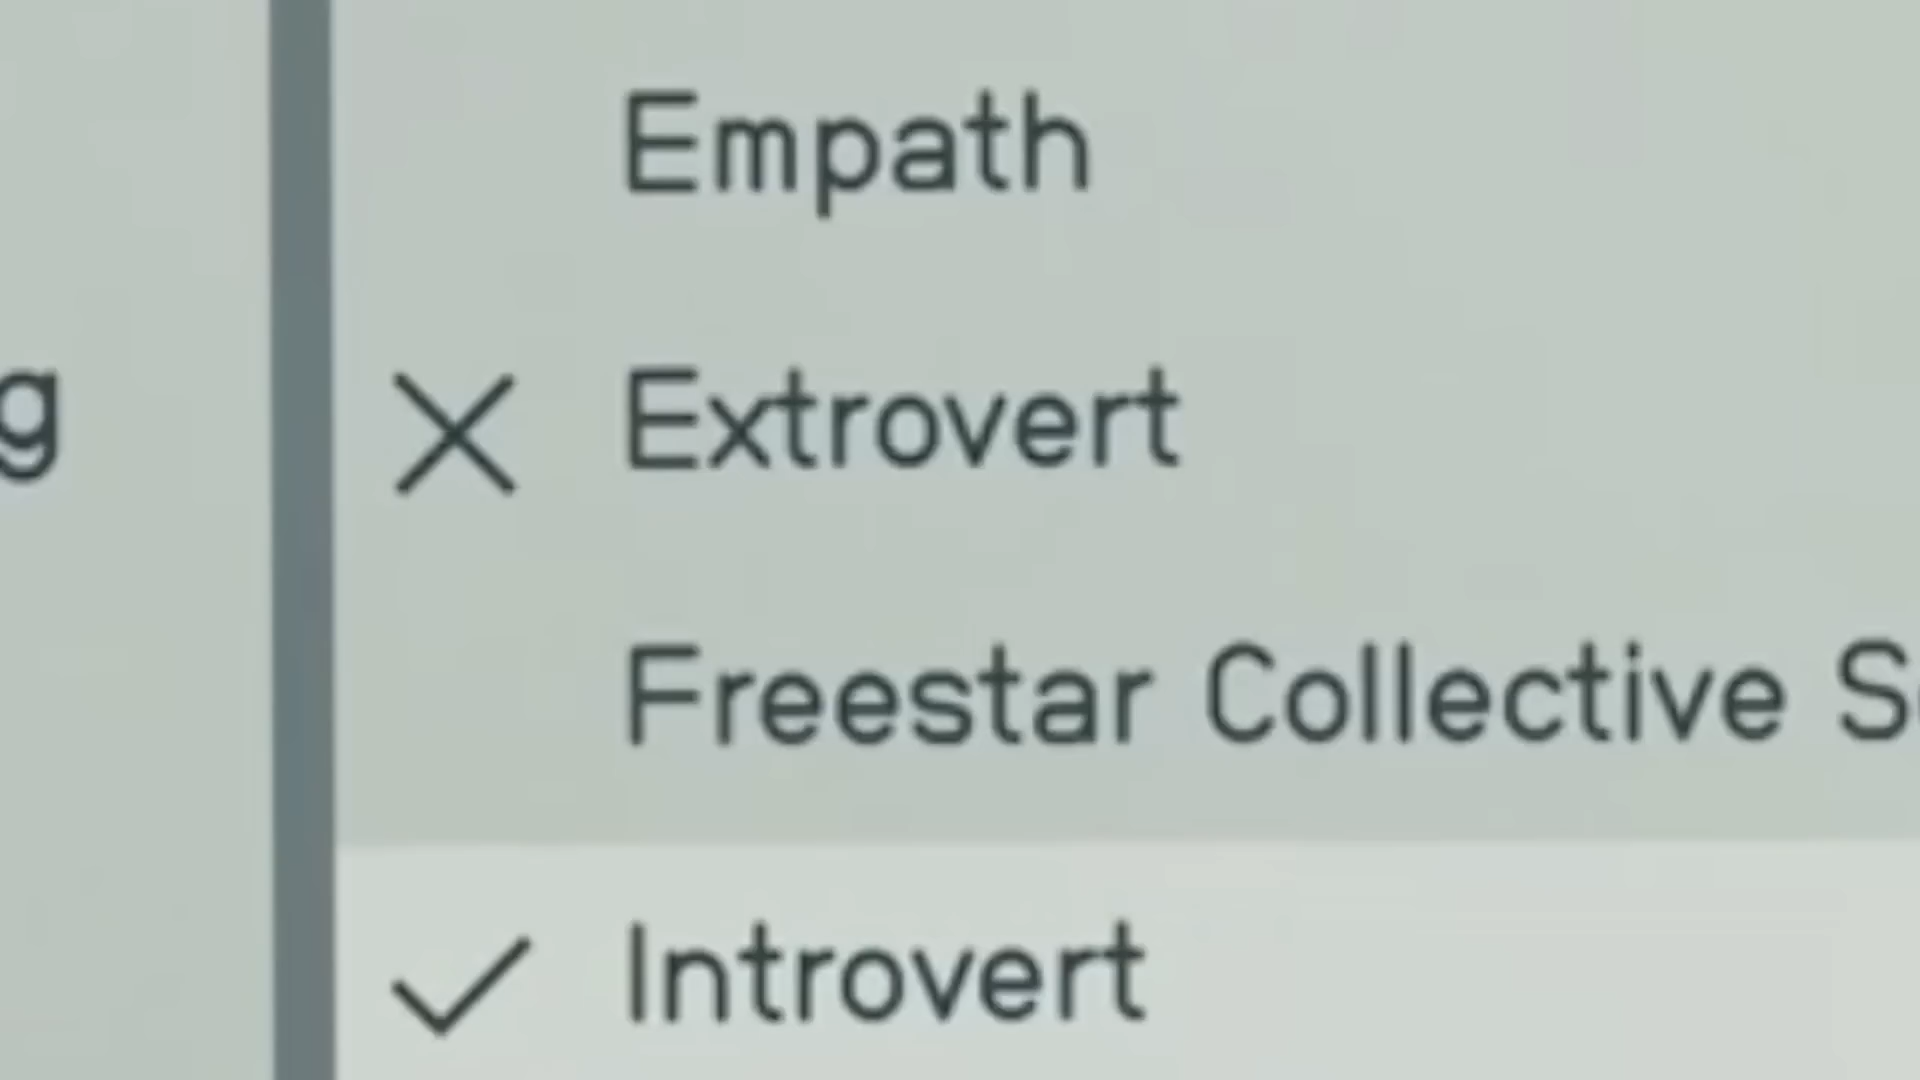 Empath
Extrovert
Freestar Collective
Introvert